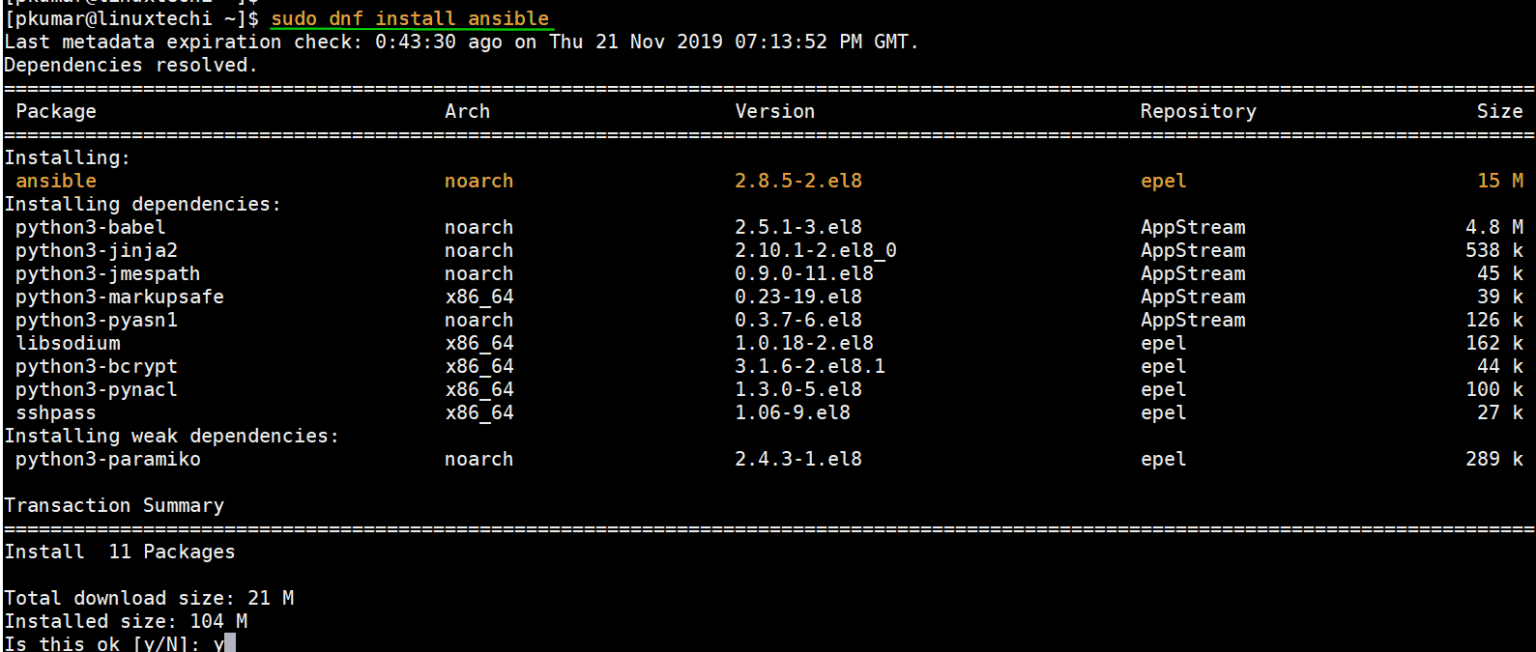 [pkumar@linuxtechi ~]$
[pkumar@linuxtechi ~]$ sudo dnf install ansible
Last metadata expiration check: 0:43:30 ago on Thu 21 Nov 2019 07:13:52 PM GMT.
Dependencies resolved.
================================================================================
Package Arch Version Repository Size
================================================================================
Installing:
ansible noarch 2.8.5-2.el8 epel 15 M
Installing dependencies:
python3-babel noarch 2.5.1-3.el8 AppStream 4.8 M
python3-jinja2 noarch 2.10.1-2.el8_0 AppStream 538 k
python3-jmespath noarch 0.9.0-11.el8 AppStream 45 k
python3-markupsafe x86_64 0.23-19.el8 AppStream 39 k
python3-pyasn1 noarch 0.3.7-6.el8 AppStream 126 k
libsodium x86_64 1.0.18-2.el8 epel 162 k
python3-bcrypt x86_64 3.1.6-2.el8.1 epel 44 k
python3-pynacl x86_64 1.3.0-5.el8 epel 100 k
sshpass x86_64 1.06-9.el8 epel 27 k
Installing weak dependencies:
python3-paramiko noarch 2.4.3-1.el8 epel 289 k
Transaction Summary
================================================================================
Install 11 Packages
Total download size: 21 M
Installed size: 104 M
Is this ok [y/N]: y